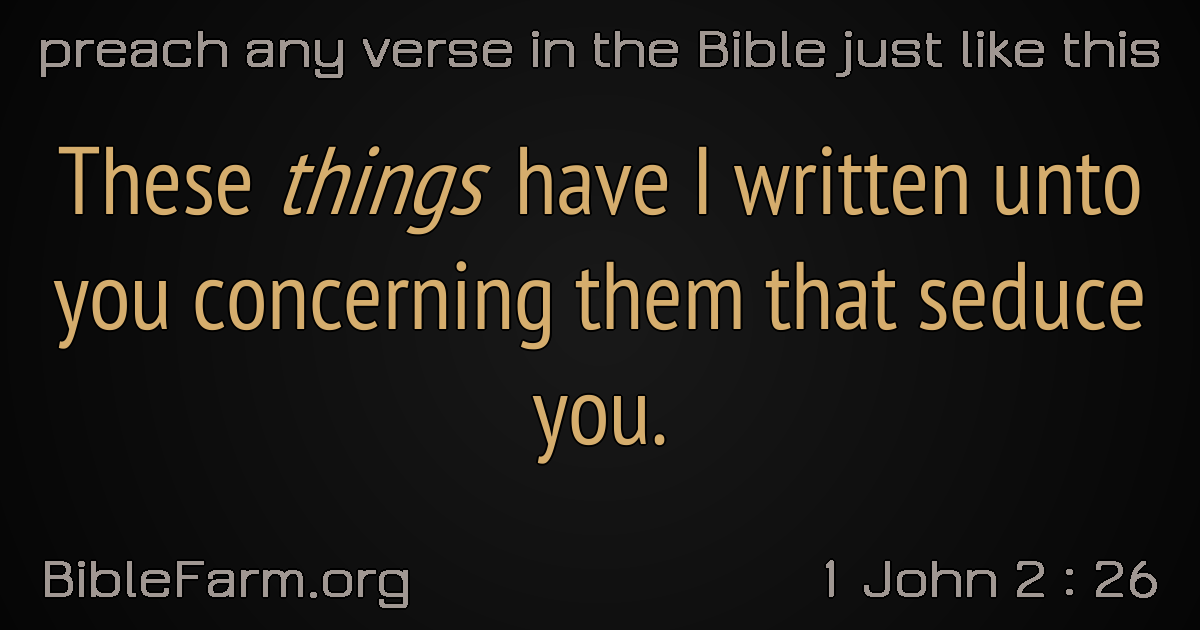 preach any verse in the Bible just like this
These things have I written unto
you concerning them that seduce
you.
BibleFarm.org
1 John 2 : 26